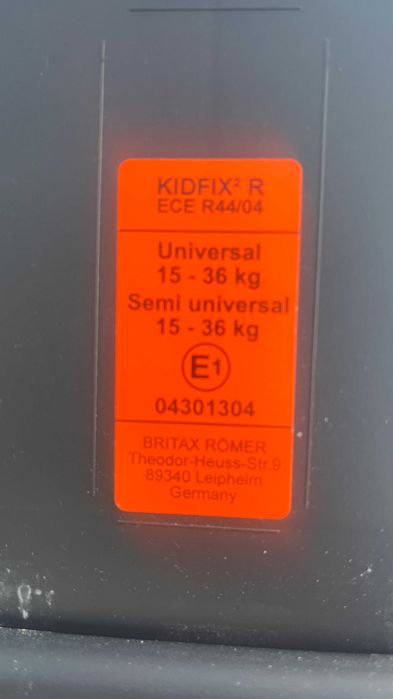 KIDFIX² R
ECE R44/04
Universal
15 - 36 kg
Semi universal
15 - 36 kg
E1
04301304
BRITAX RÖMER
Theodor-Heuss-Str.9
89340 Leipheim
Germany